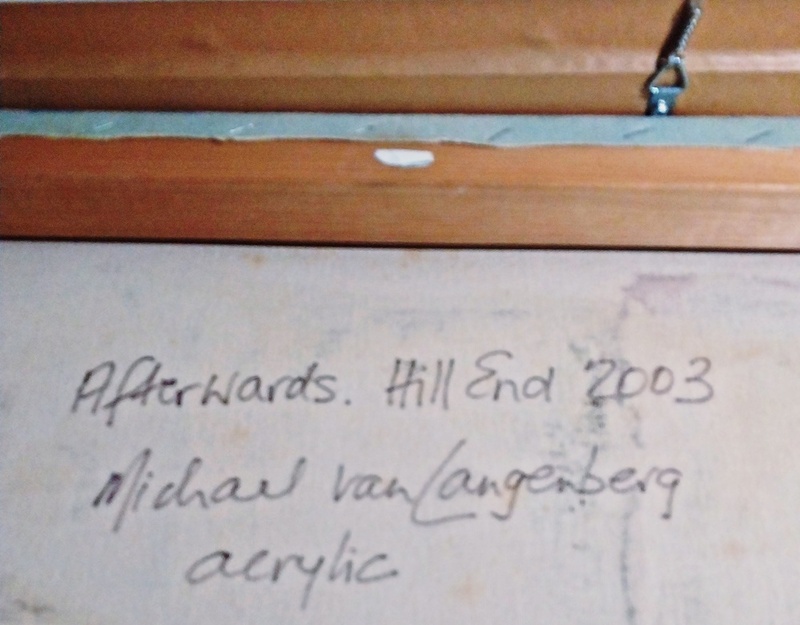 Afterwards. Hill End 2003
Michael van Langenberg
acrylic